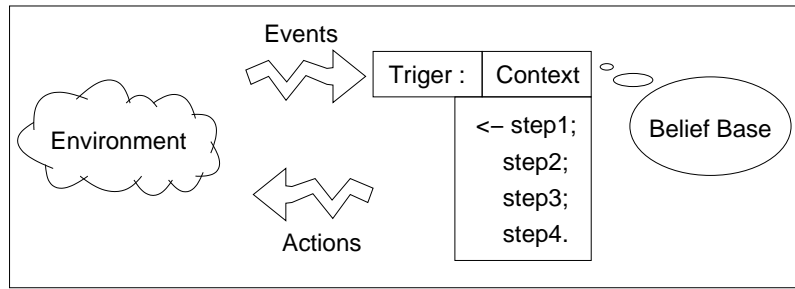 Events
Triger :
Context
Environment
<– step1;
step2;
step3;
step4.
Belief Base
Actions